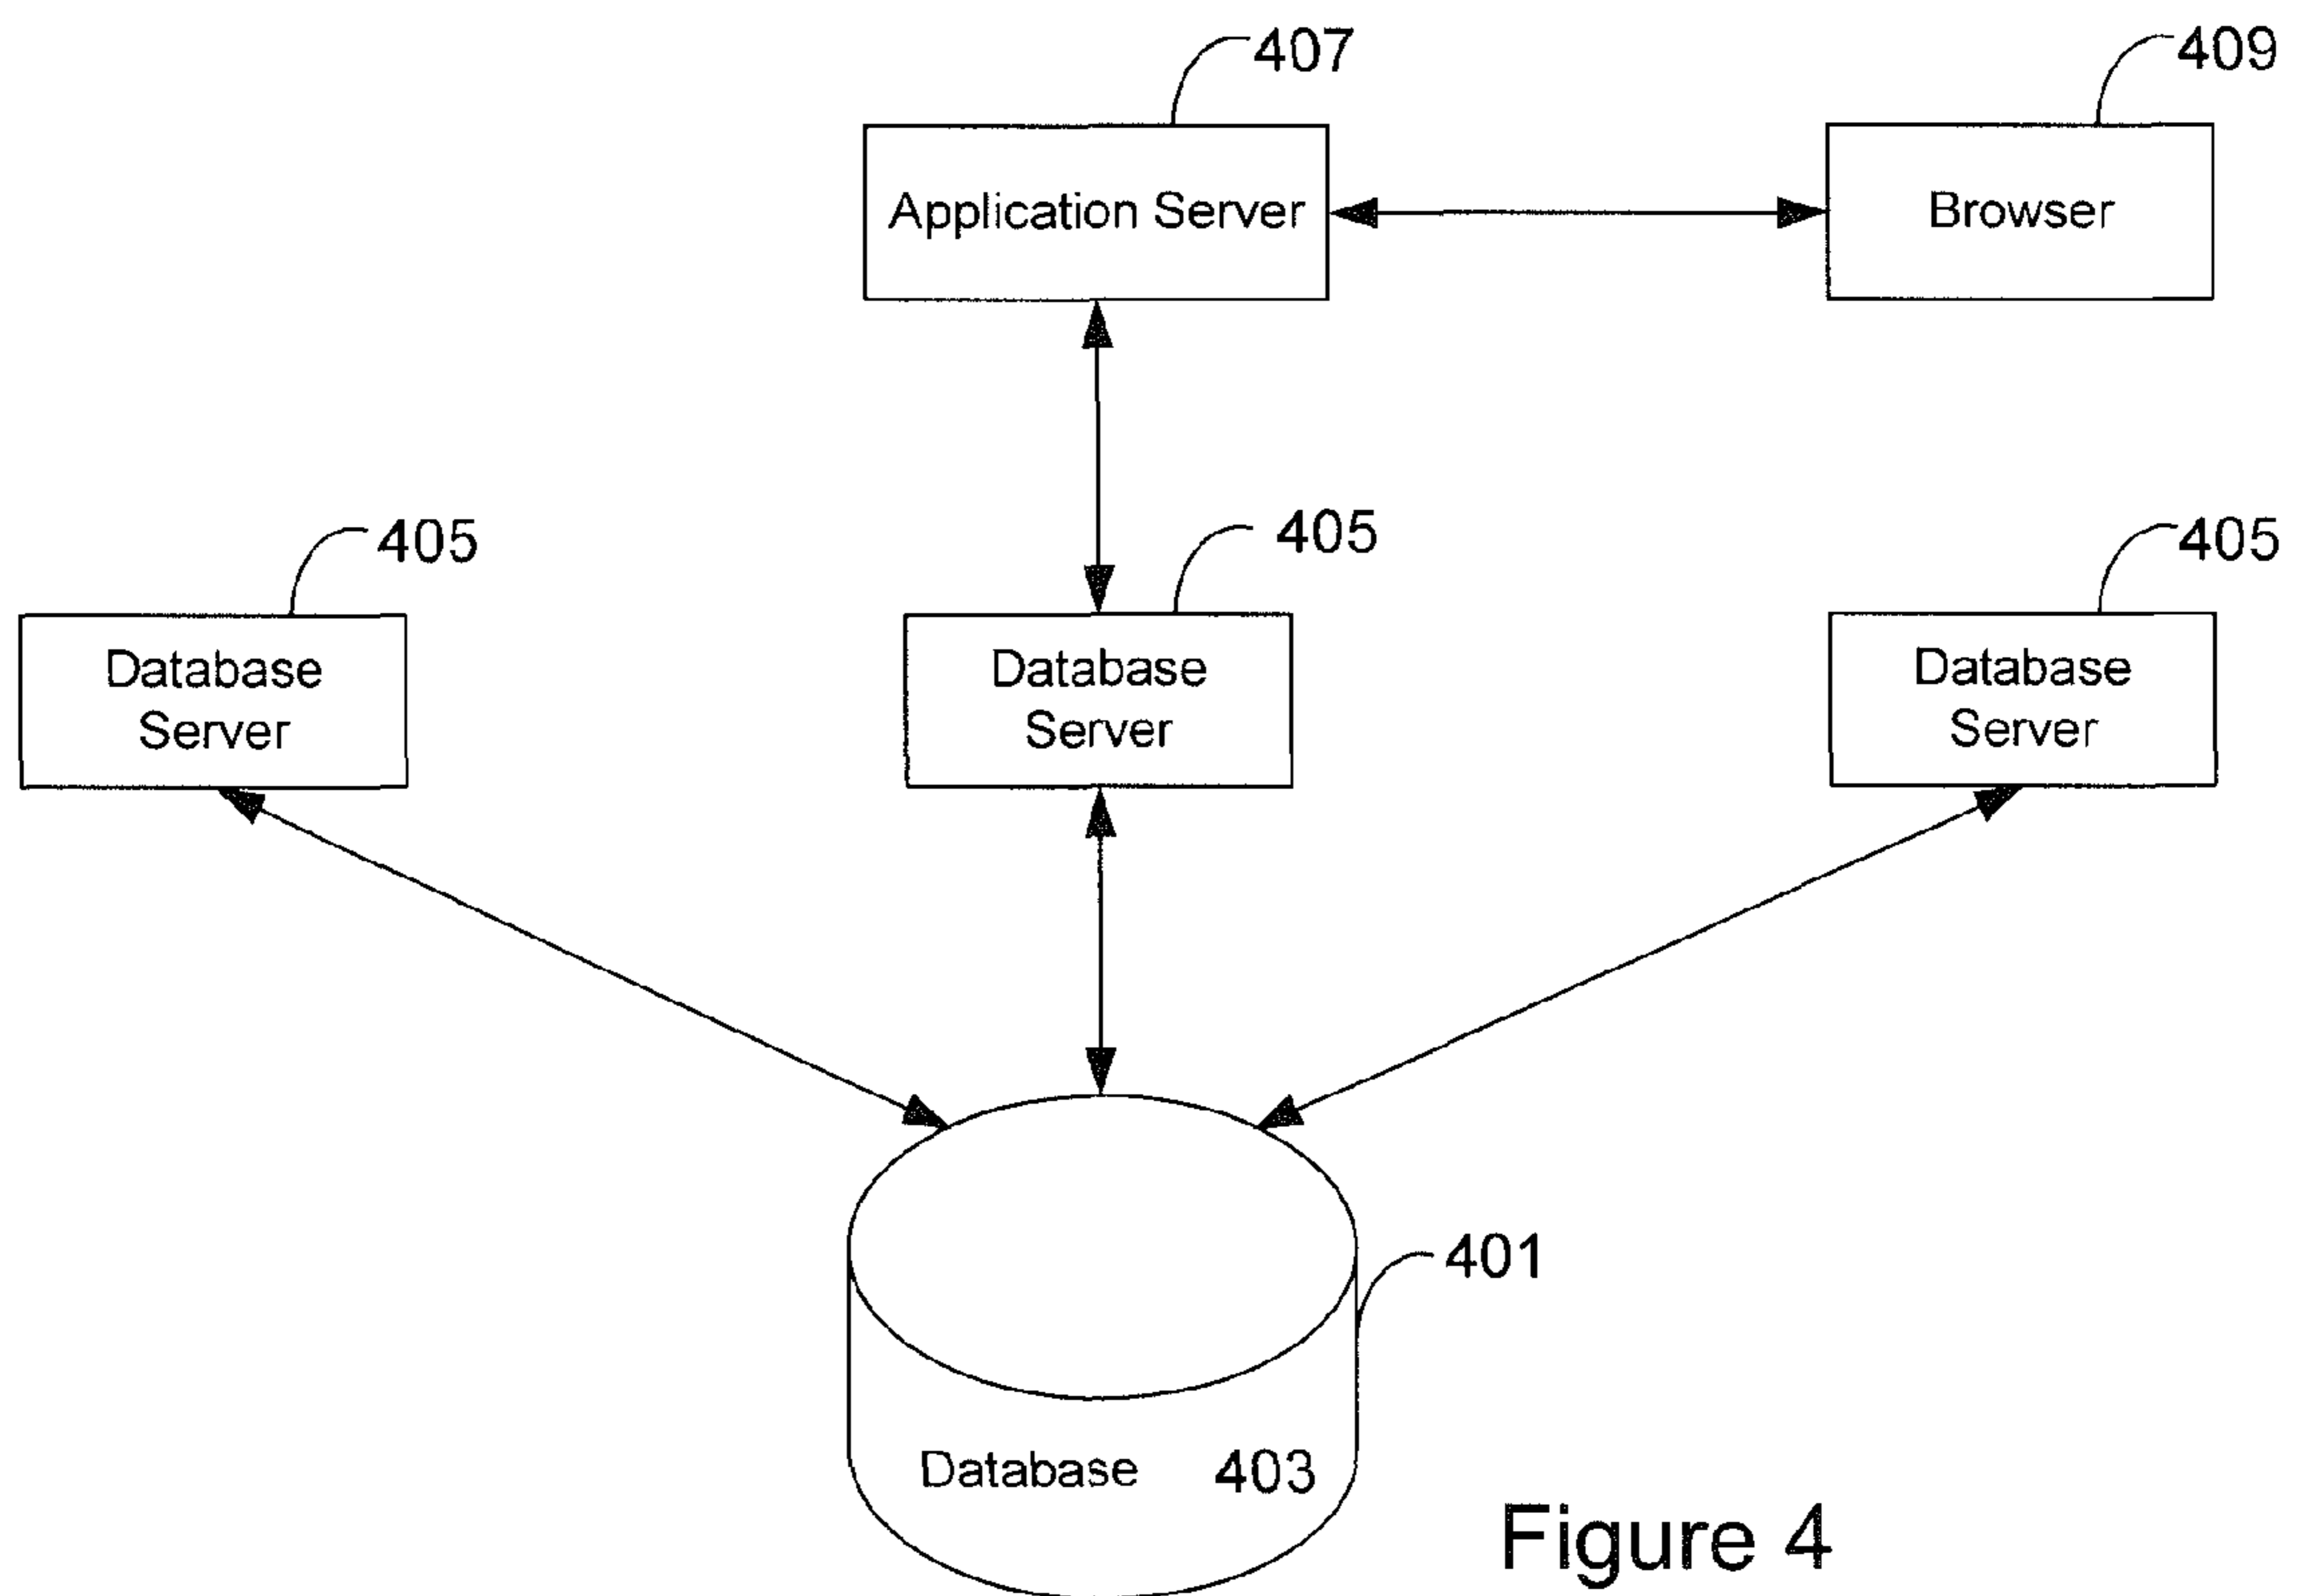 407
409
Application Server
Browser
405
405
405
Database
Server
Database
Server
Database
Server
401
Database 403
Figure 4